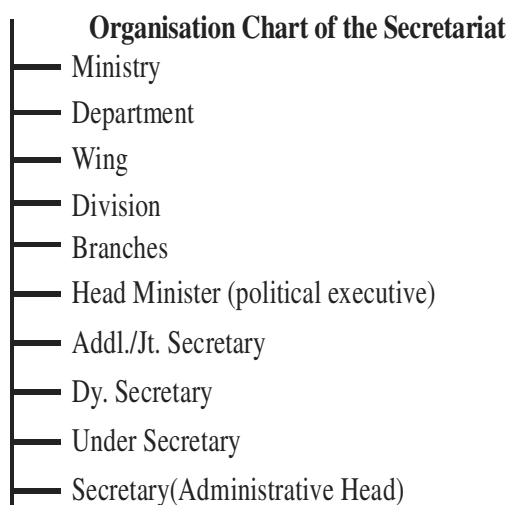 Organisation Chart of the Secretariat
Ministry
Department
Wing
Division
Branches
Head Minister (political executive)
Addl./Jt. Secretary
Dy. Secretary
Under Secretary
Secretary(Administrative Head)